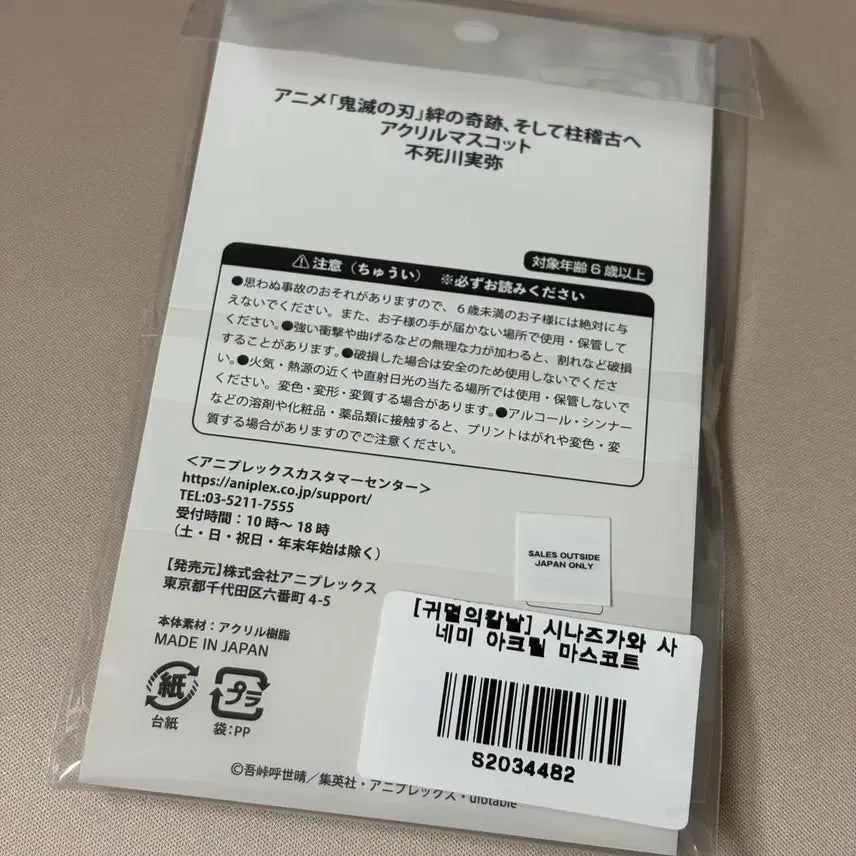 アニメ「鬼滅の刃」絆の奇跡、そして柱稽古へ
アクリルマスコット
不死川実弥
対象年齢6歳以上
⚠注意(ちゅうい) ※必ずお読みください
●思わぬ事故のおそれがありますので、6歳未満のお子様には絶対に与
えないでください。また、お子様の手が届かない場所で使用・保管して
ください。●強い衝撃や曲げるなどの無理な力が加わると、割れなど破損
することがあります。●破損した場合は安全のため使用しないでくださ
い。●火気・熱源の近くや直射日光の当たる場所では使用・保管しないで
ください。変色・変形・変質する場合があります。●アルコール・シンナー
などの溶剤や化粧品・薬品類に接触すると、プリントはがれや変色・変
質する場合がありますのでご注意ください。
<アニプレックスカスタマーセンター>
https://aniplex.co.jp/support/
TEL:03-5211-7555
受付時間:10時~18時
(土・日・祝日・年末年始は除く)
【発売元】株式会社アニプレックス
東京都千代田区六番町4-5
本体素材:アクリル樹脂
MADE IN JAPAN
紙
台紙
プラ
袋:PP
©吾峠呼世晴/集英社・アニプレックス・ufotable
SALES OUTSIDE
JAPAN ONLY
[귀멸의칼날] 시나즈가와 사
네미 아크릴 마스코트
S2034482